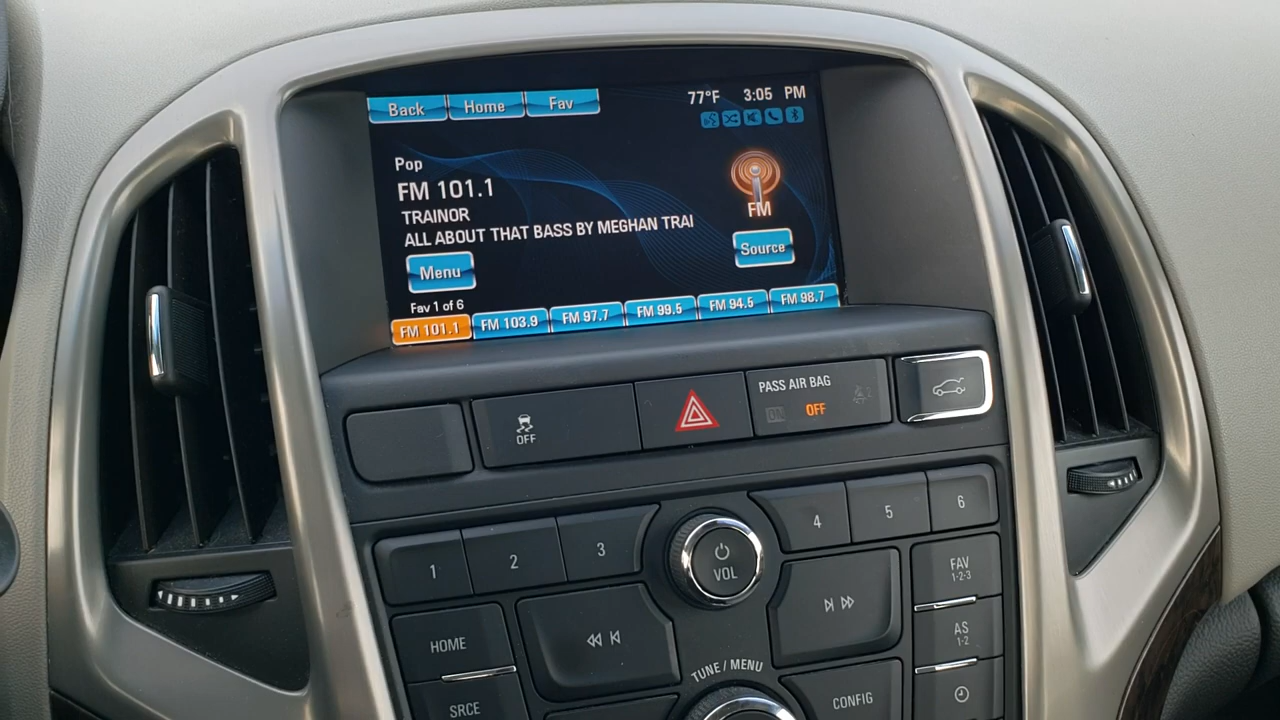 Back Home Fav 77°F 3:05 PM
Pop
FM 101.1
TRAINOR
ALL ABOUT THAT BASS BY MEGHAN TRAI
FM
Menu
Source
Fav 1 of 6
FM 101.1 FM 103.9 FM 97.7 FM 99.5 FM 94.5 FM 98.7
OFF
PASS AIR BAG
ON OFF
1 2 3
VOL
4 5 6
HOME
FAV
1-2-3
AS
1-2
SRCE
TUNE / MENU
CONFIG